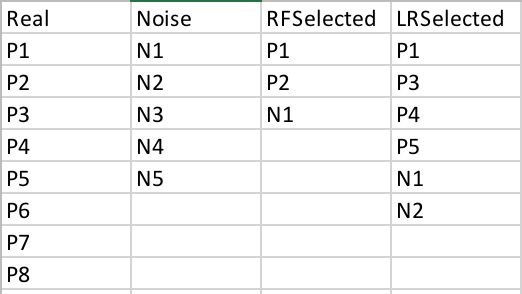 Real Noise RFSelected LRSelected
P1 N1 P1 P1
P2 N2 P2 P3
P3 N3 N1 P4
P4 N4 P5
P5 N5 N1
P6 N2
P7
P8